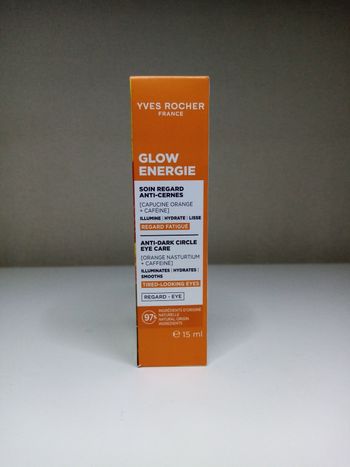 YVES ROCHER
FRANCE
GLOW
ENERGIE
SOIN REGARD
ANTI-CERNES
[CAPUCINE ORANGE
+ CAFÉINE]
ILLUMINE | HYDRATE | LISSE
REGARD FATIGUÉ
ANTI-DARK CIRCLE
EYE CARE
[ORANGE NASTURTIUM
+ CAFFEINE]
ILLUMINATES | HYDRATES |
SMOOTHS
TIRED-LOOKING EYES
REGARD - EYE
97%
INGRÉDIENTS D'ORIGINE
NATURELLE
NATURAL ORIGIN
INGREDIENTS
℮ 15 ml